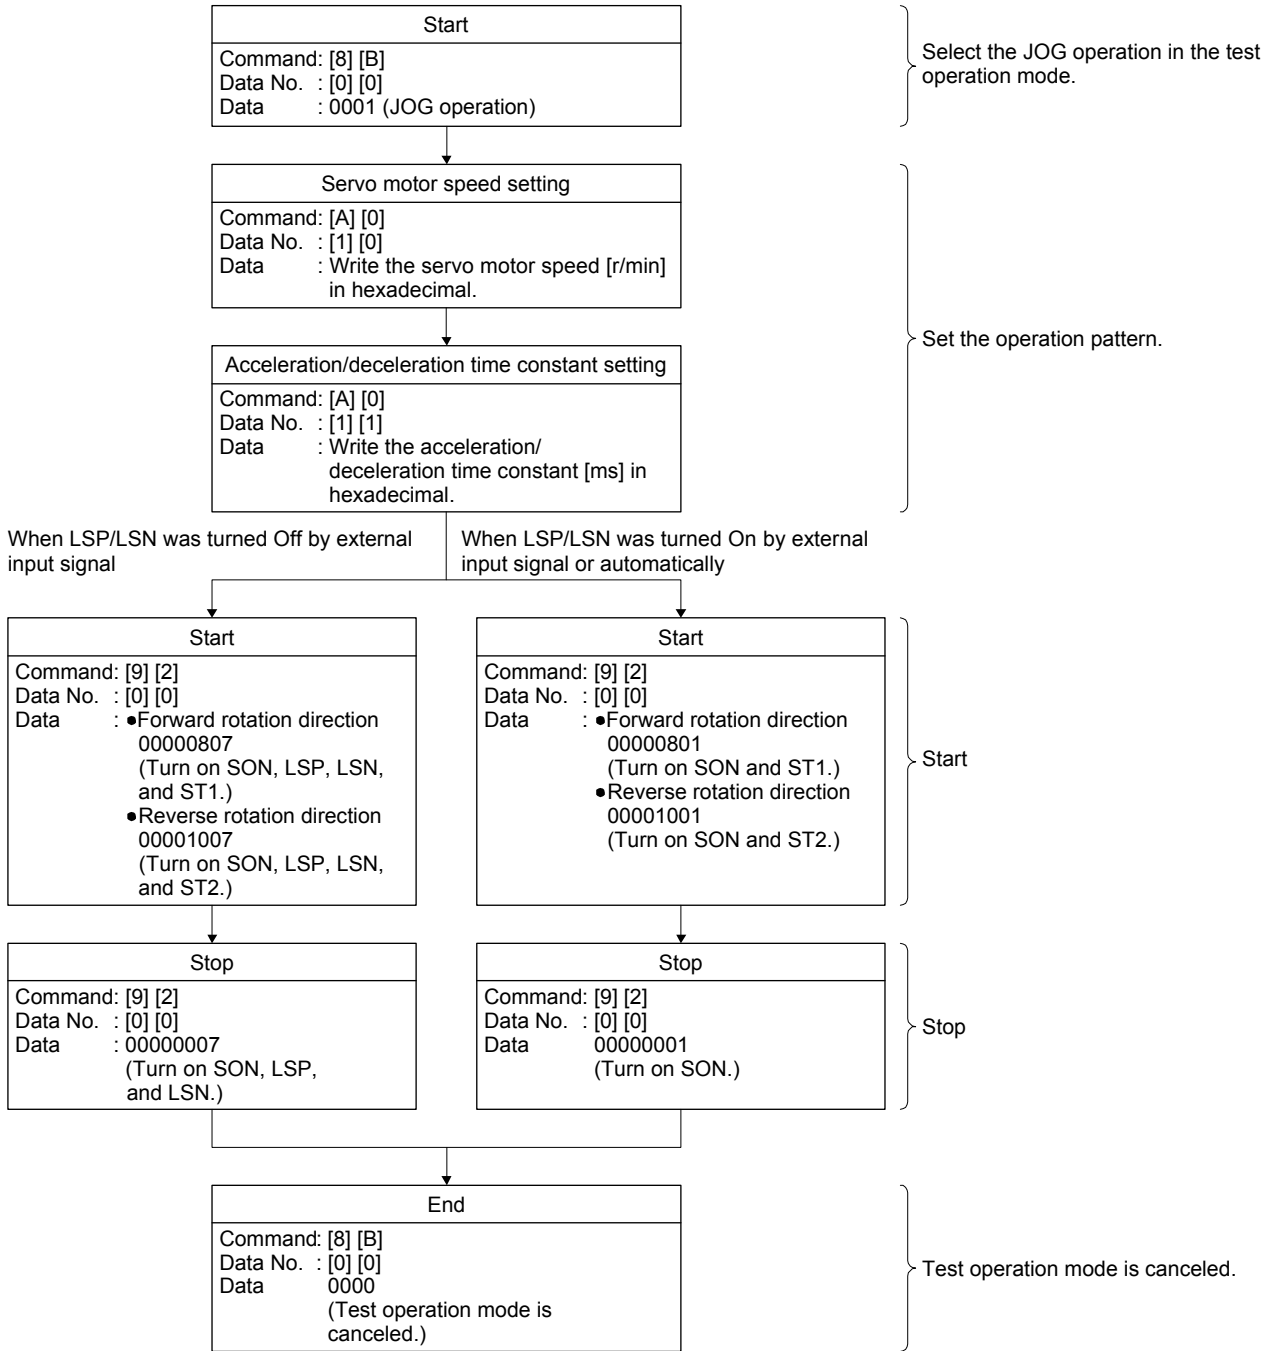 Start
Command: [8] [B]
Data No. : [0] [0]
Data : 0001 (JOG operation)
Select the JOG operation in the test
operation mode.
Servo motor speed setting
Command: [A] [0]
Data No. : [1] [0]
Data : Write the servo motor speed [r/min]
in hexadecimal.
Acceleration/deceleration time constant setting
Command: [A] [0]
Data No. : [1] [1]
Data : Write the acceleration/
deceleration time constant [ms] in
hexadecimal.
Set the operation pattern.
When LSP/LSN was turned Off by external
input signal
When LSP/LSN was turned On by external
input signal or automatically
Start
Command: [9] [2]
Data No. : [0] [0]
Data : ●Forward rotation direction
00000807
(Turn on SON, LSP, LSN,
and ST1.)
●Reverse rotation direction
00001007
(Turn on SON, LSP, LSN,
and ST2.)
Start
Command: [9] [2]
Data No. : [0] [0]
Data : ●Forward rotation direction
00000801
(Turn on SON and ST1.)
●Reverse rotation direction
00001001
(Turn on SON and ST2.)
Start
Stop
Command: [9] [2]
Data No. : [0] [0]
Data : 00000007
(Turn on SON, LSP,
and LSN.)
Stop
Command: [9] [2]
Data No. : [0] [0]
Data 00000001
(Turn on SON.)
Stop
End
Command: [8] [B]
Data No. : [0] [0]
Data 0000
(Test operation mode is
canceled.)
Test operation mode is canceled.